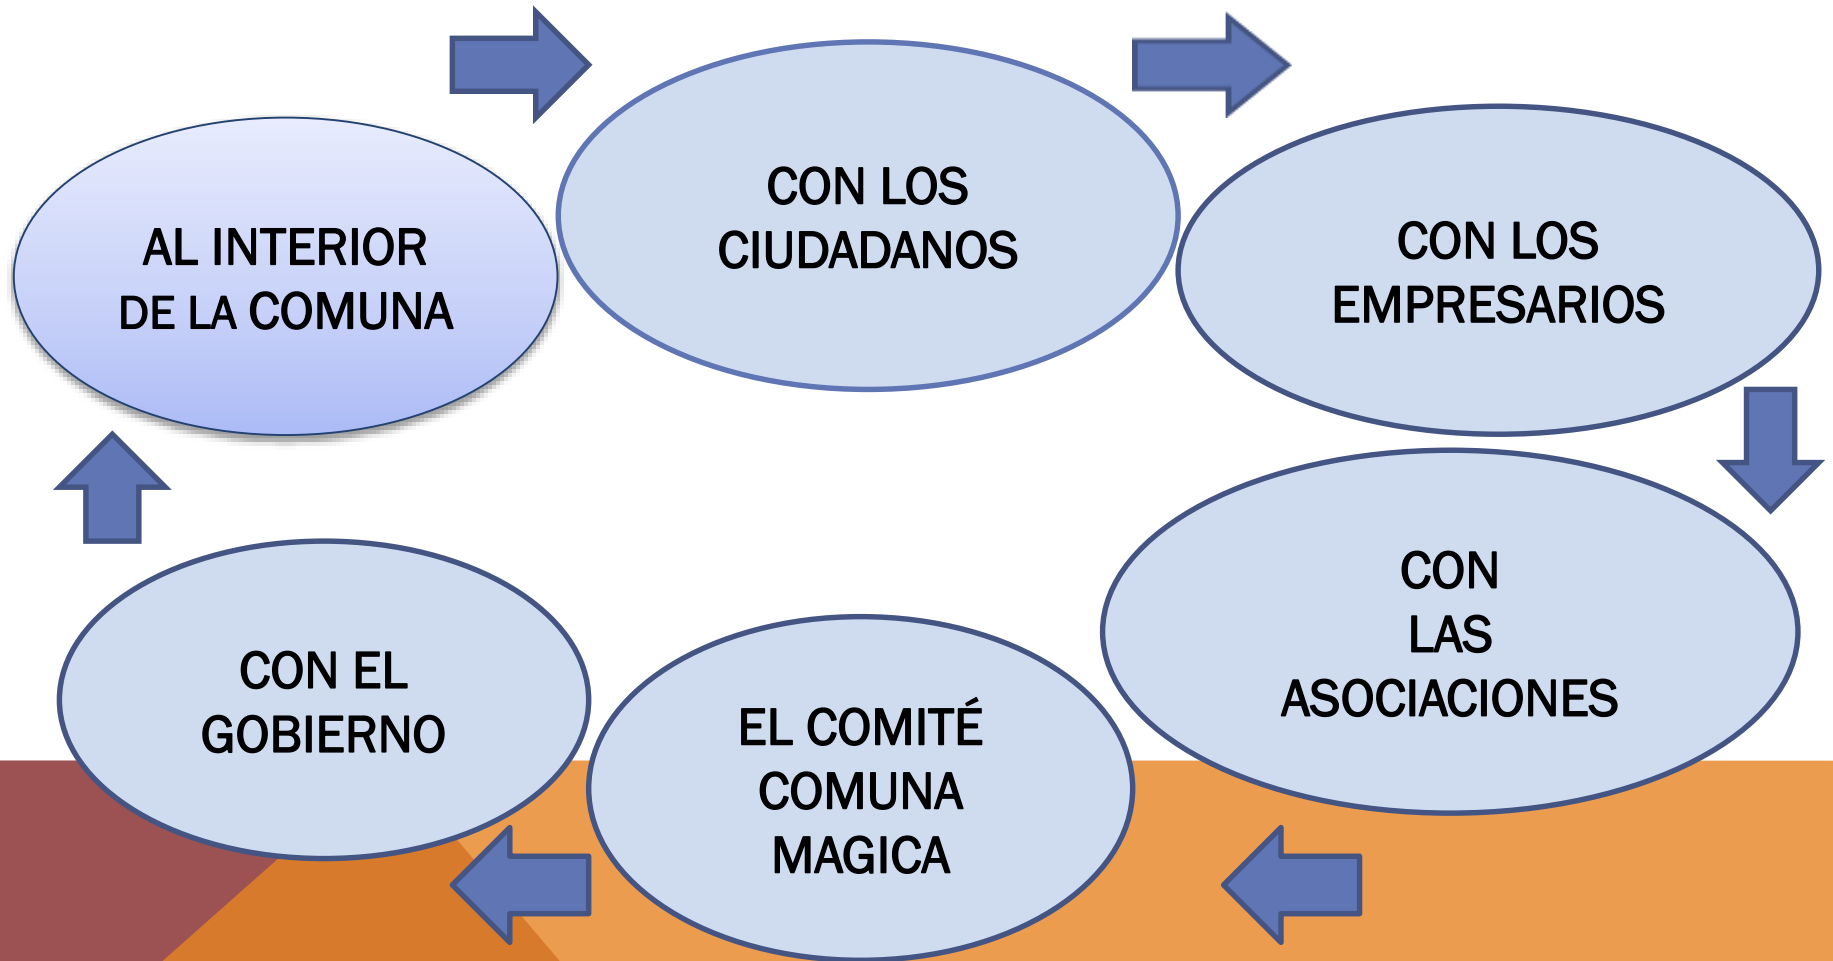 AL INTERIOR
DE LA COMUNA
CON LOS
CIUDADANOS
CON LOS
EMPRESARIOS
CON
LAS
ASOCIACIONES
EL COMITÉ
COMUNA
MAGICA
CON EL
GOBIERNO